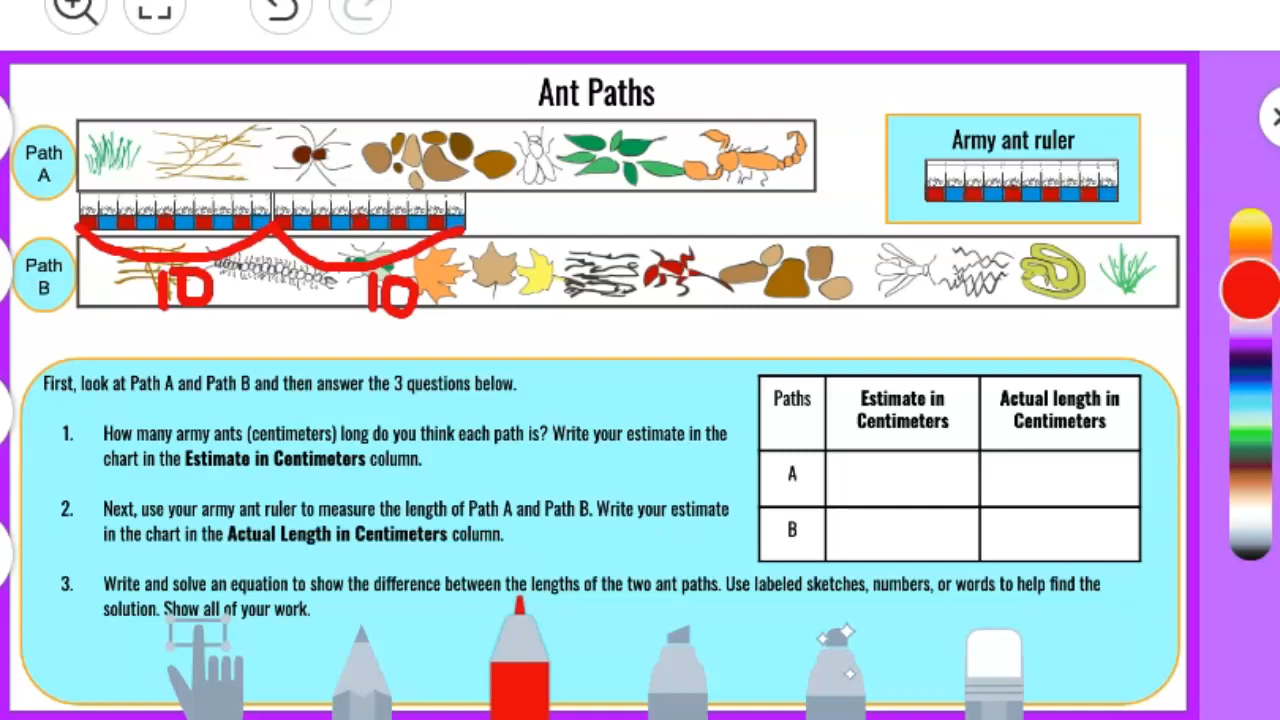 Ant Paths
Path
A
Army ant ruler
Path
B
10
10
First, look at Path A and Path B and then answer the 3 questions below.
1. How many army ants (centimeters) long do you think each path is? Write your estimate in the
chart in the Estimate in Centimeters column.
2. Next, use your army ant ruler to measure the length of Path A and Path B. Write your estimate
in the chart in the Actual Length in Centimeters column.
3. Write and solve an equation to show the difference between the lengths of the two ant paths. Use labeled sketches, numbers, or words to help find the
solution. Show all of your work.
Paths
Estimate in
Centimeters
Actual length in
Centimeters
A
B